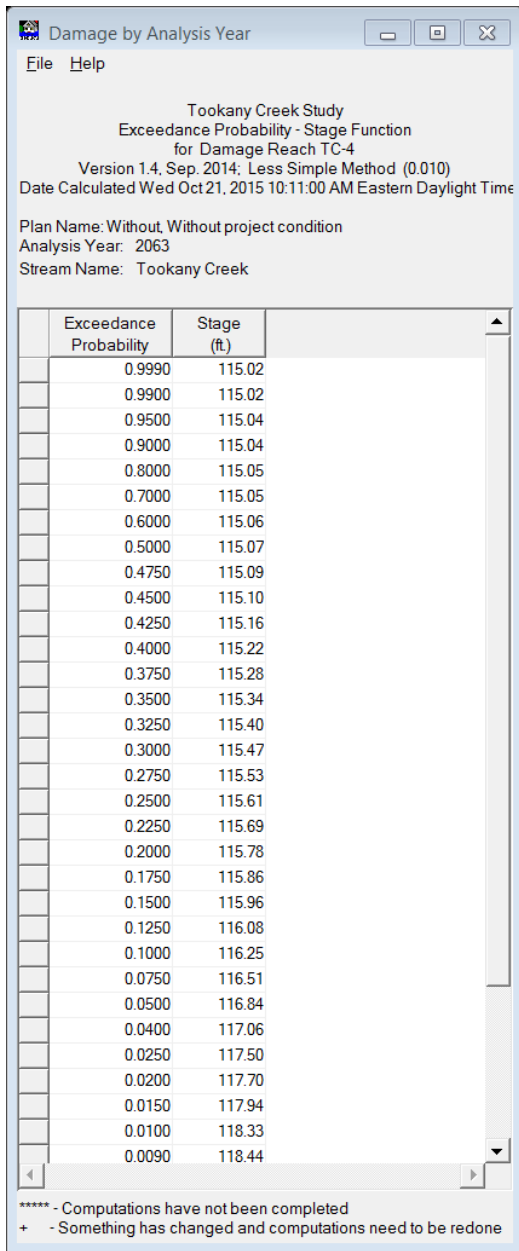 Damage by Analysis Year
File Help
Tookany Creek Study
Exceedance Probability - Stage Function
for Damage Reach TC-4
Version 1.4, Sep. 2014; Less Simple Method (0.010)
Date Calculated Wed Oct 21, 2015 10:11:00 AM Eastern Daylight Time
Plan Name: Without, Without project condition
Analysis Year: 2063
Stream Name: Tookany Creek
Exceedance Stage
Probability (ft.)
0.9990 115.02
0.9900 115.02
0.9500 115.04
0.9000 115.04
0.8000 115.05
0.7000 115.05
0.6000 115.06
0.5000 115.07
0.4750 115.09
0.4500 115.10
0.4250 115.16
0.4000 115.22
0.3750 115.28
0.3500 115.34
0.3250 115.40
0.3000 115.47
0.2750 115.53
0.2500 115.61
0.2250 115.69
0.2000 115.78
0.1750 115.86
0.1500 115.96
0.1250 116.08
0.1000 116.25
0.0750 116.51
0.0500 116.84
0.0400 117.06
0.0250 117.50
0.0200 117.70
0.0150 117.94
0.0100 118.33
0.0090 118.44
***** - Computations have not been completed
+ - Something has changed and computations need to be redone